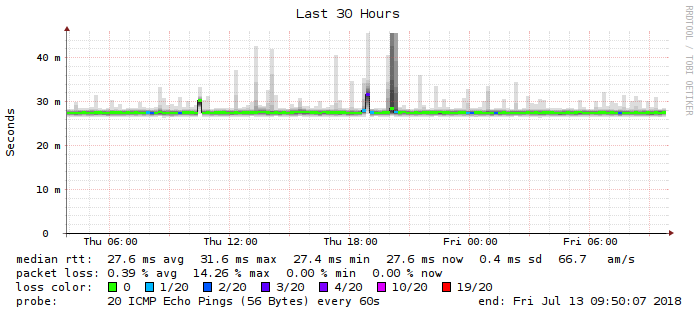 Last 30 Hours
RRDTOOL / TOBI OETIKER
Seconds
40 m
30 m
20 m
10 m
0
Thu 06:00 Thu 12:00 Thu 18:00 Fri 00:00 Fri 06:00
median rtt: 27.6 ms avg 31.6 ms max 27.4 ms min 27.6 ms now 0.4 ms sd 66.7 am/s
packet loss: 0.39 % avg 14.26 % max 0.00 % min 0.00 % now
loss color: 0 1/20 2/20 3/20 4/20 10/20 19/20
probe: 20 ICMP Echo Pings (56 Bytes) every 60s end: Fri Jul 13 09:50:07 2018